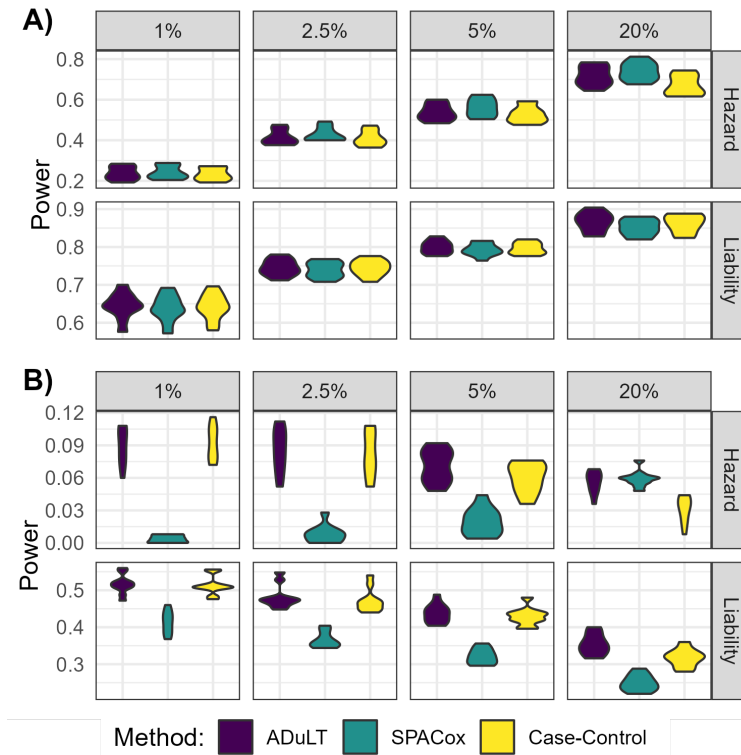 A)
1% 2.5% 5% 20%
0.8
0.6
0.4
0.2
Hazard
Power
0.9
0.8
0.7
0.6
Liability
B)
1% 2.5% 5% 20%
0.12
0.09
0.06
0.03
0.00
Hazard
Power
0.5
0.4
0.3
Liability
Method: ADuLT SPACox Case-Control